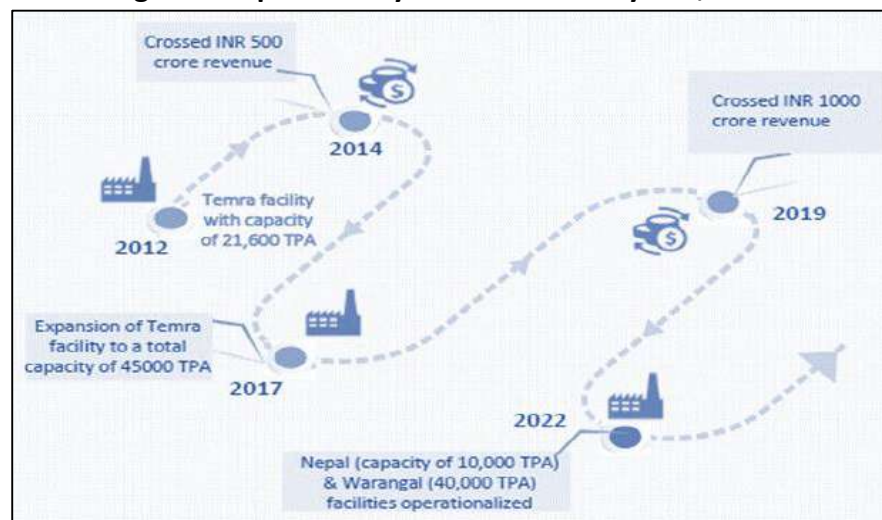 Crossed INR 500
crore revenue
2014
Crossed INR 1000
crore revenue
2019
Temra facility
with capacity
of 21,600 TPA
2012
Expansion of Temra
facility to a total
capacity of 45000 TPA
2017
2022
Nepal (capacity of 10,000 TPA)
& Warangal (40,000 TPA)
facilities operationalized